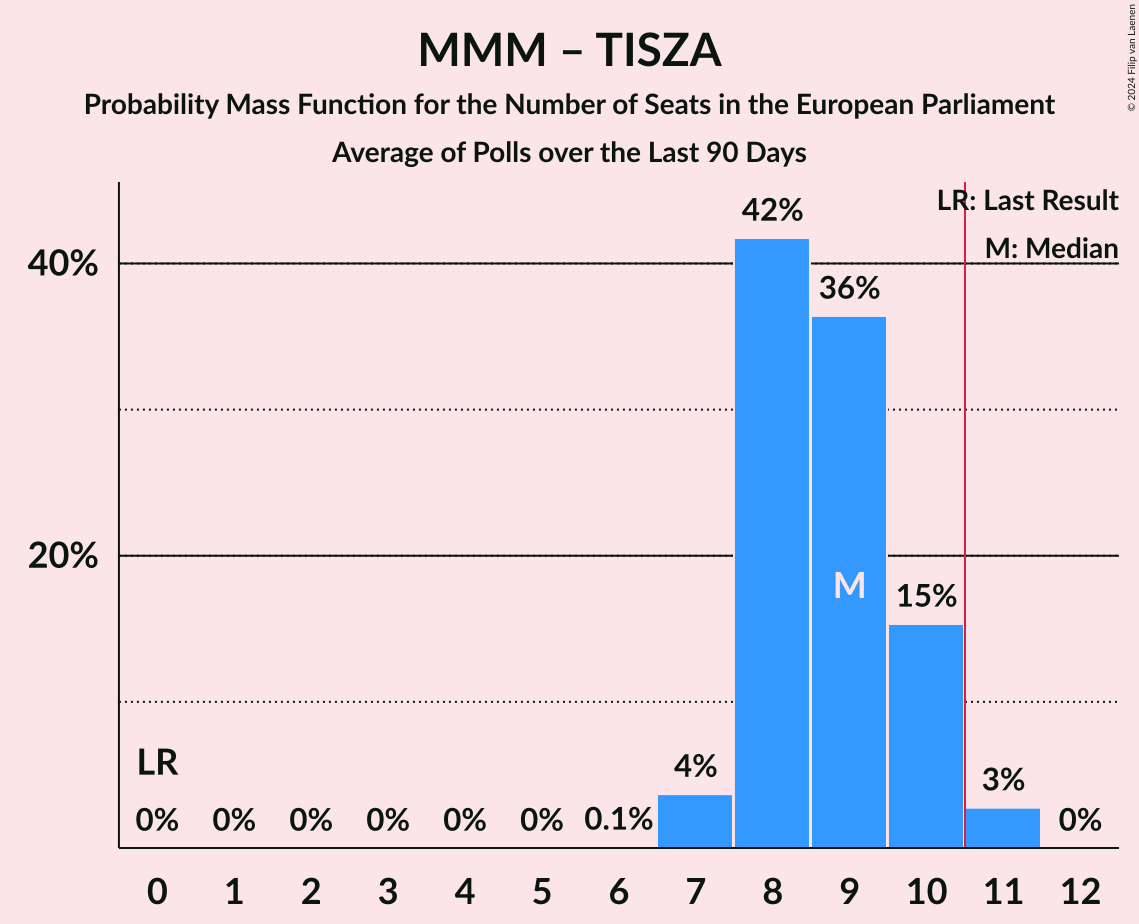 MMM – TISZA
Probability Mass Function for the Number of Seats in the European Parliament
Average of Polls over the Last 90 Days
© 2024 Filip van Laenen
LR: Last Result
M: Median
40%
20%
42%
36%
M
15%
LR
0% 0% 0% 0% 0% 0% 0.1% 4% 3% 0%
0 1 2 3 4 5 6 7 8 9 10 11 12